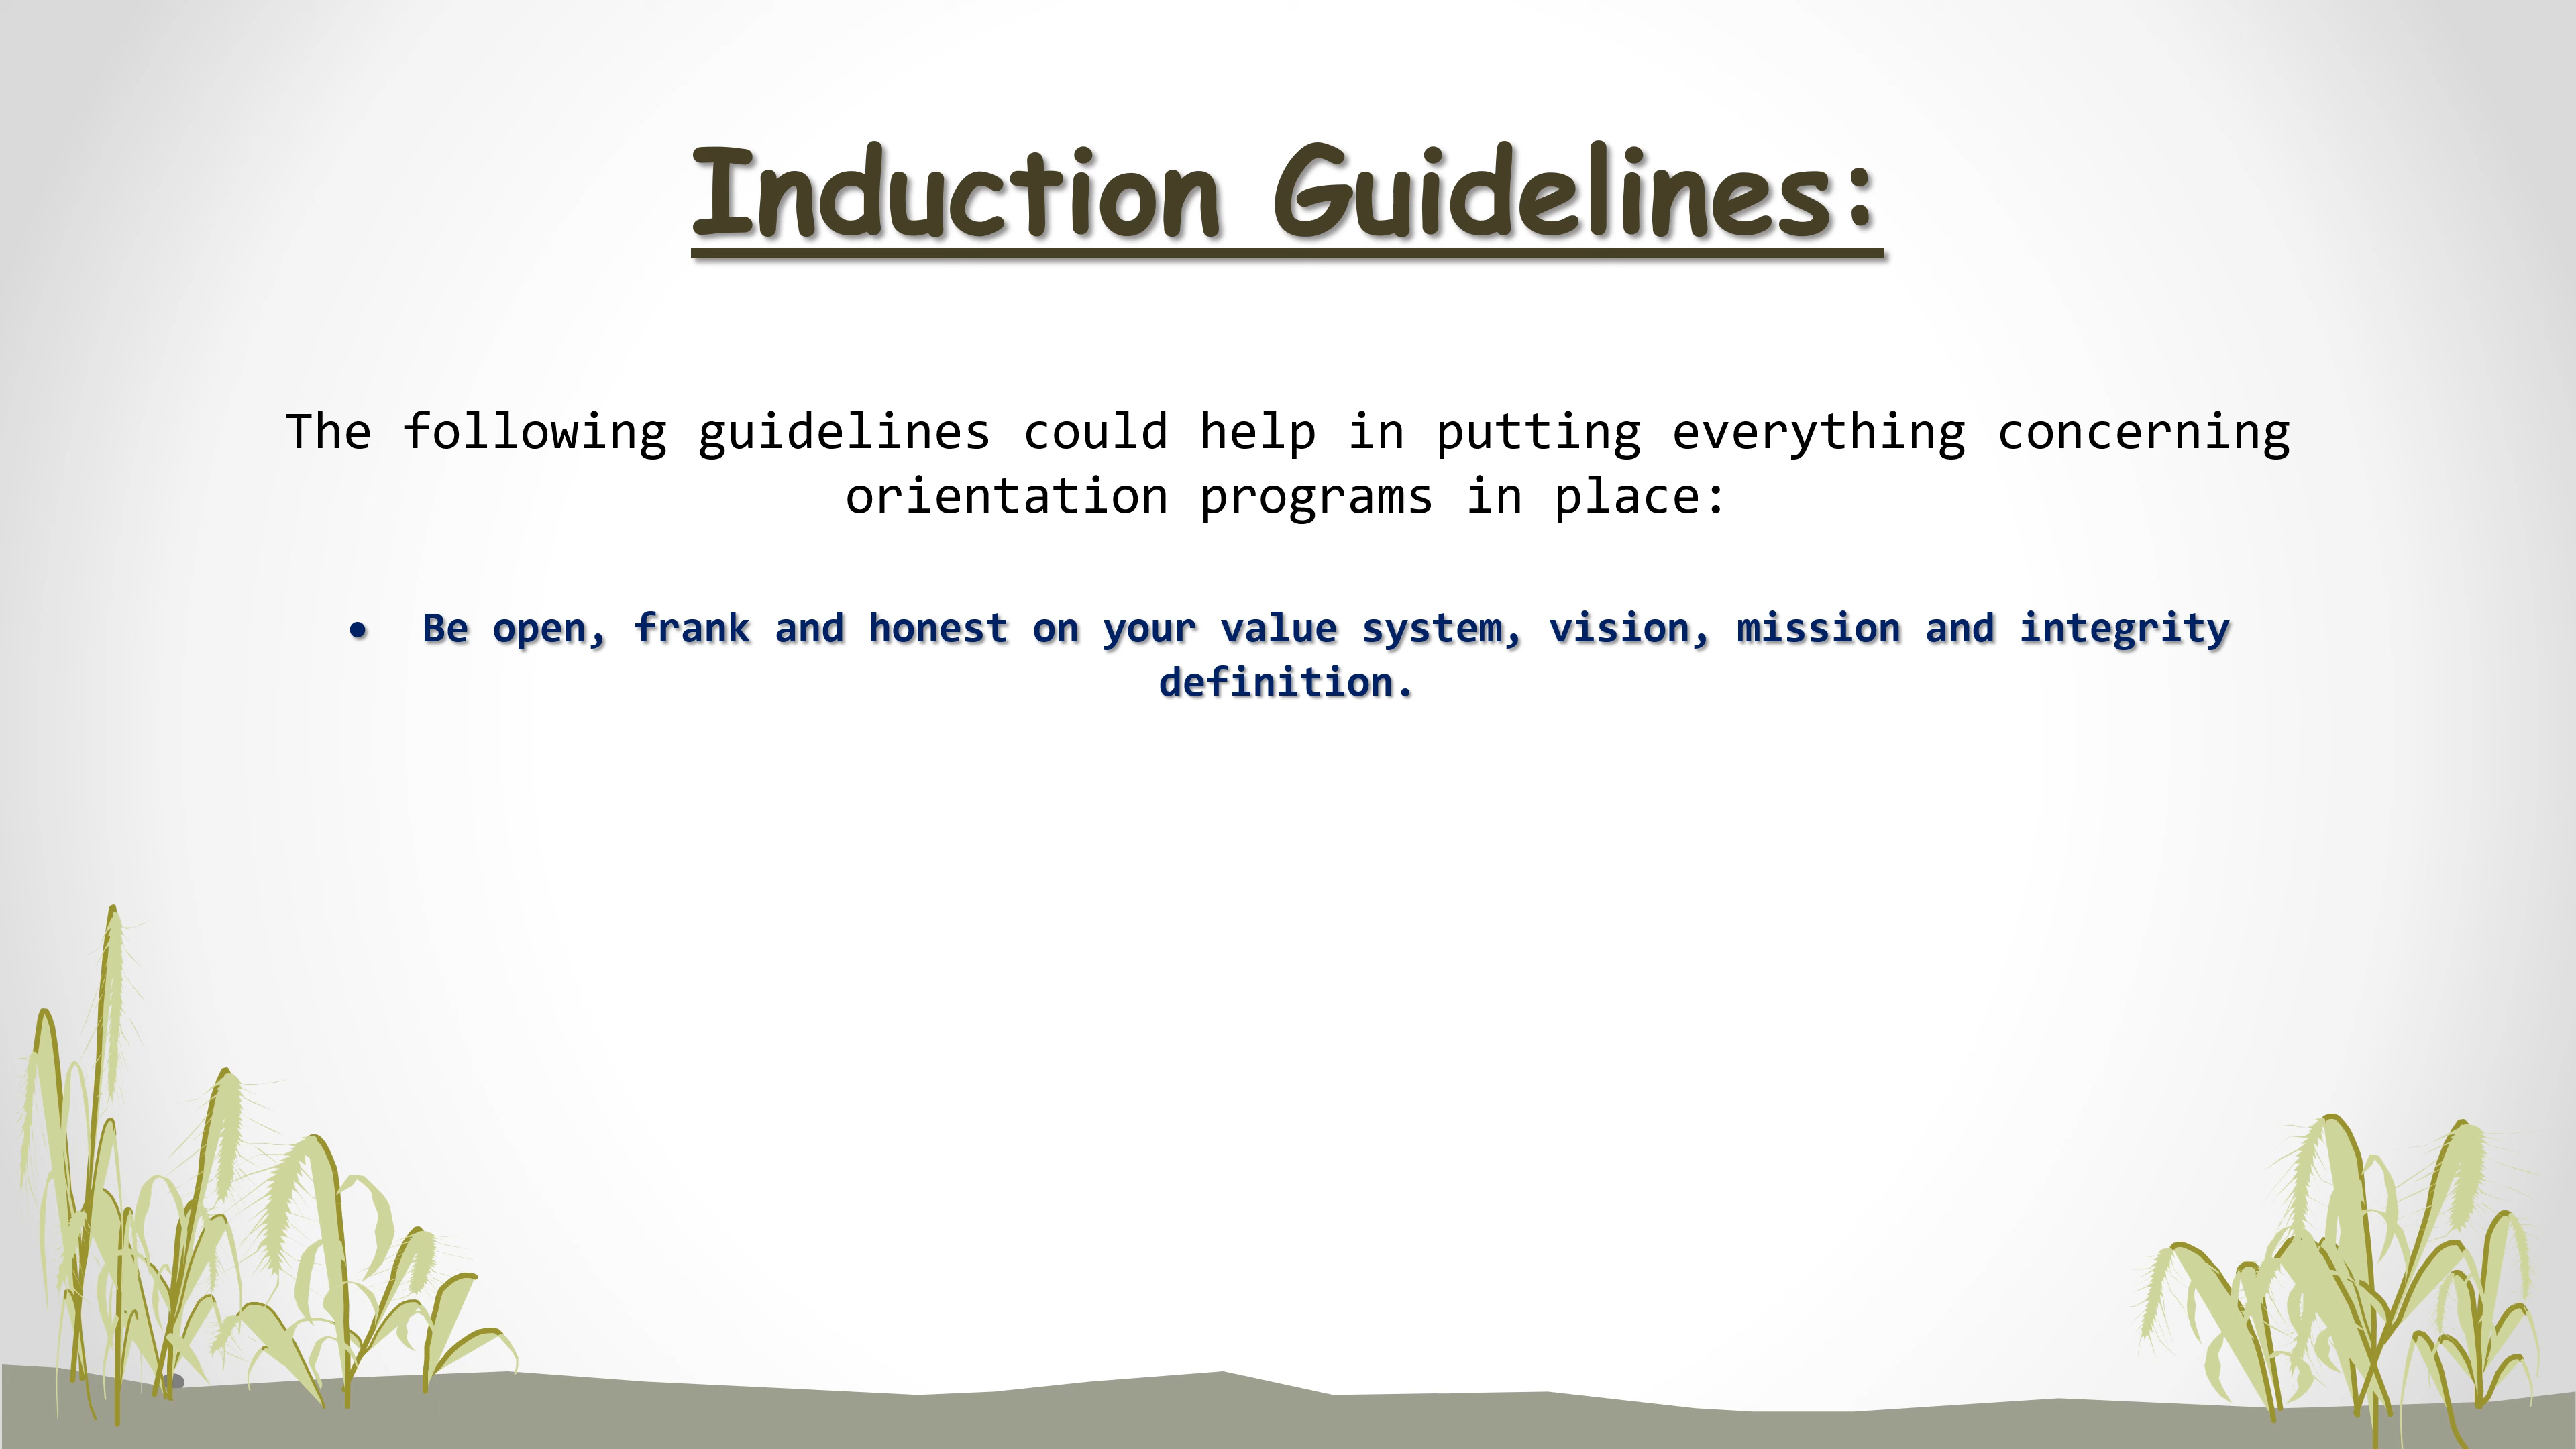 Induction Guidelines:
The following guidelines could help in putting everything concerning
orientation programs in place:
• Be open, frank and honest on your value system, vision, mission and integrity
definition.